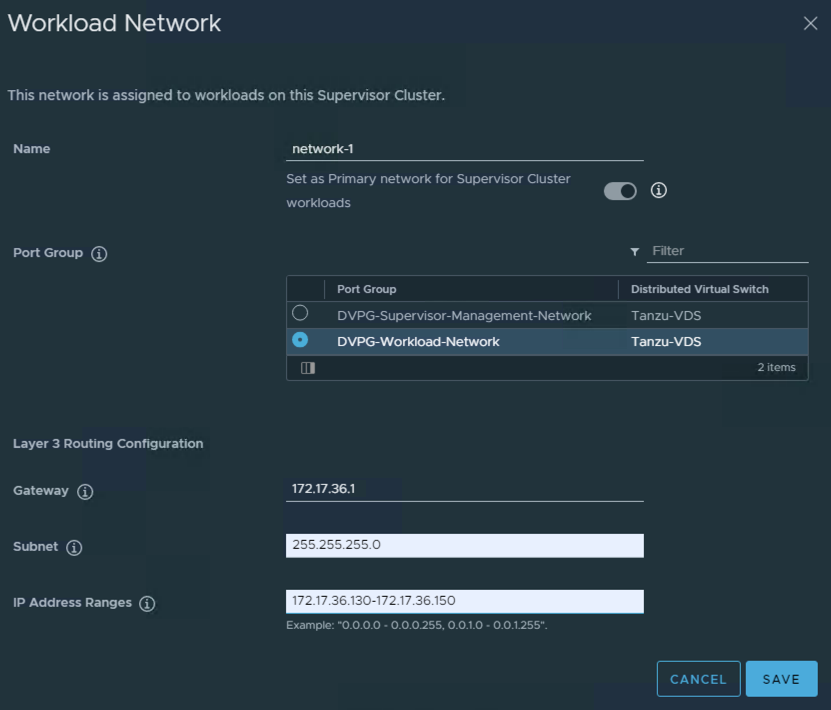 Workload Network
This network is assigned to workloads on this Supervisor Cluster.
Name
network-1
Set as Primary network for Supervisor Cluster
workloads
Port Group
Filter
Port Group Distributed Virtual Switch
DVPG-Supervisor-Management-Network Tanzu-VDS
DVPG-Workload-Network Tanzu-VDS
2 items
Layer 3 Routing Configuration
Gateway
172.17.36.1
Subnet
255.255.255.0
IP Address Ranges
172.17.36.130-172.17.36.150
Example: "0.0.0.0 - 0.0.0.255, 0.0.1.0 - 0.0.1.255".
CANCEL SAVE